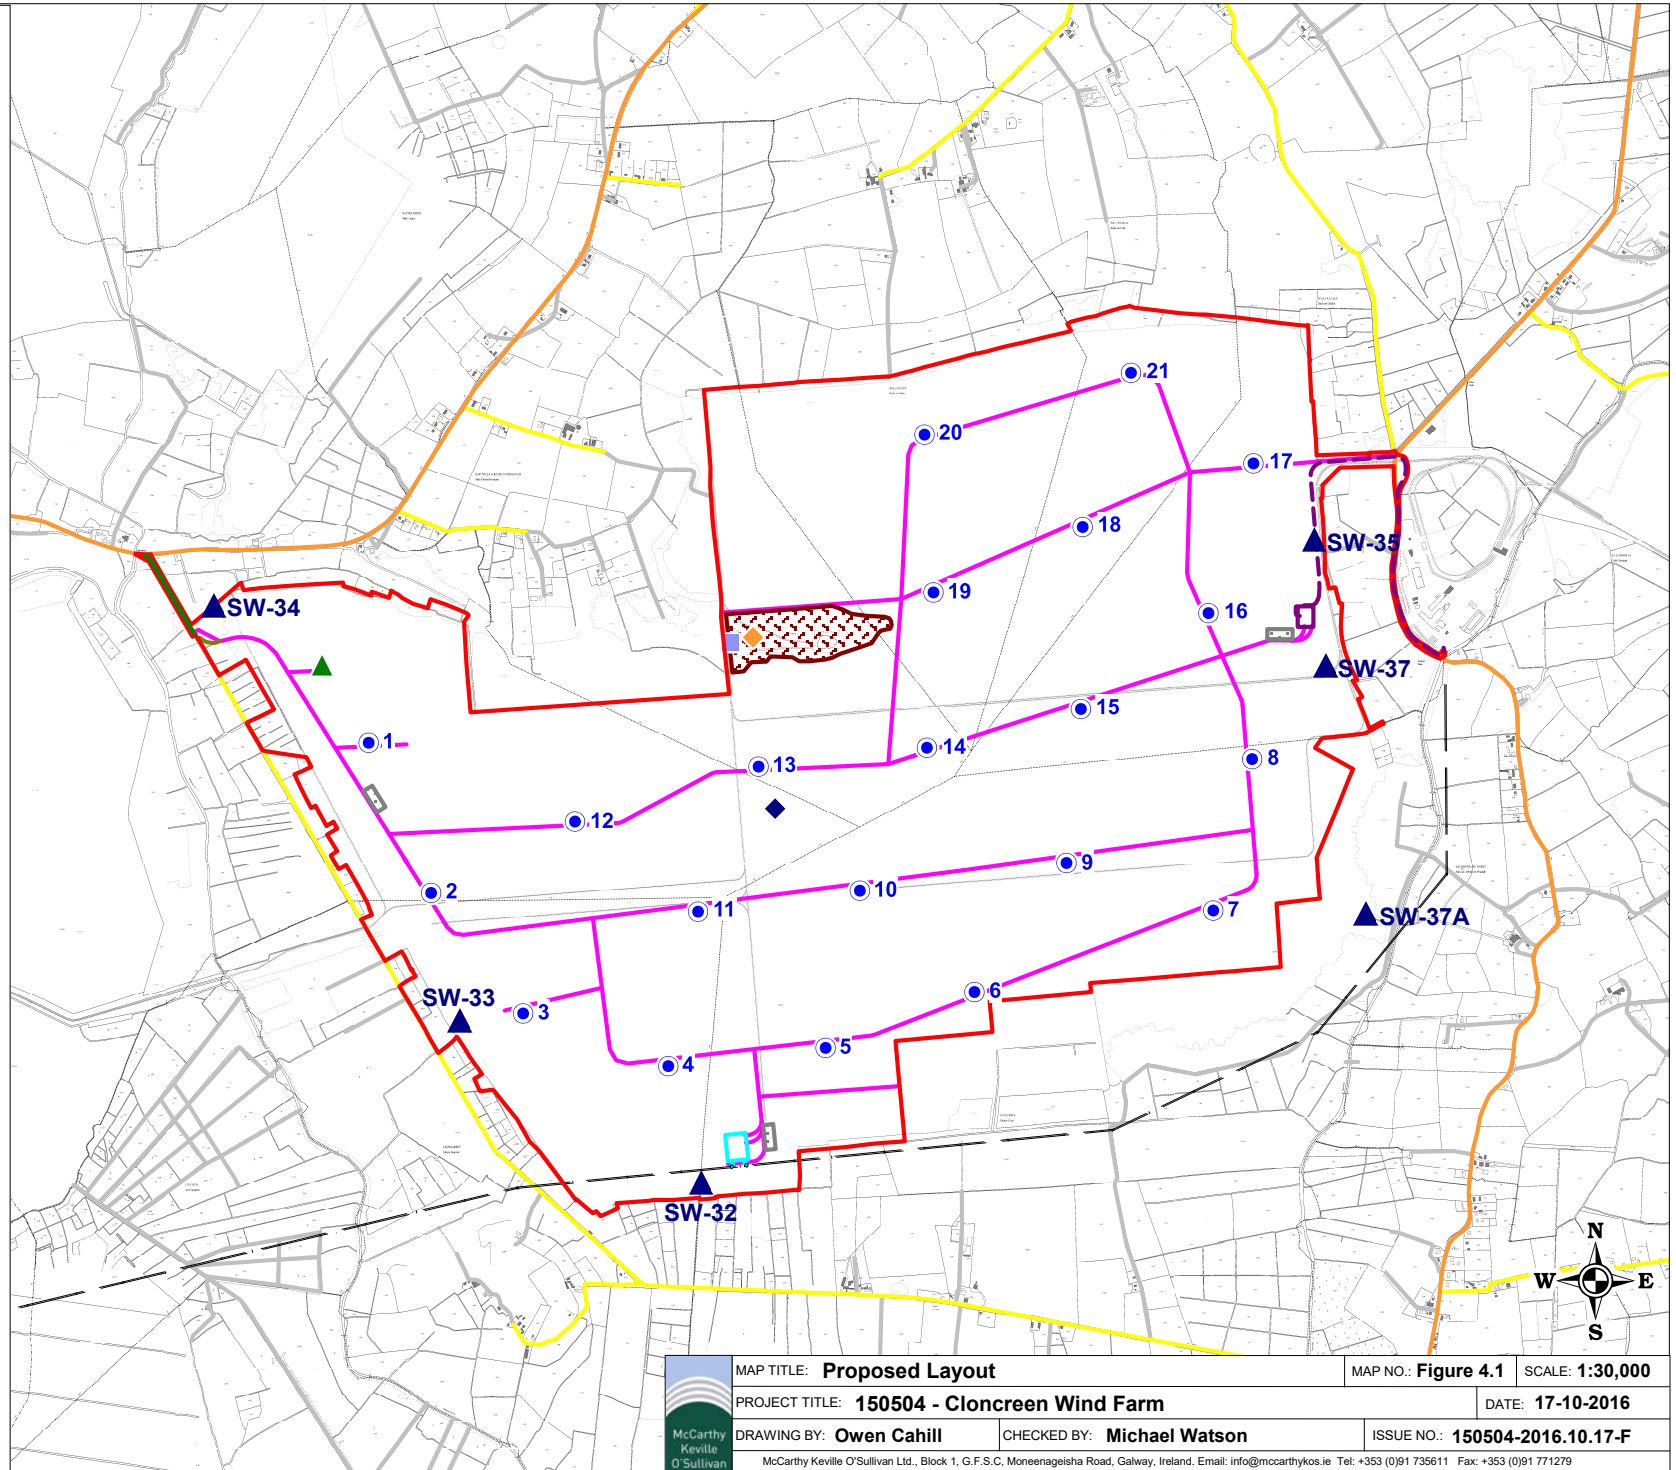 21
20
17
18
SW-35
19
SW-34
16
SW-37
15
1
14
8
13
12
9
2
10
11
7
SW-37A
6
SW-33
3
5
4
SW-32
N
W E
S
MAP TITLE: Proposed Layout
MAP NO.: Figure 4.1
SCALE: 1:30,000
PROJECT TITLE: 150504 - Cloncreen Wind Farm
DATE: 17-10-2016
McCarthy
Keville
O'Sullivan
DRAWING BY: Owen Cahill
CHECKED BY: Michael Watson
ISSUE NO.: 150504-2016.10.17-F
McCarthy Keville O'Sullivan Ltd., Block 1, G.F.S.C, Moneenageisha Road, Galway, Ireland. Email: info@mccarthykos.ie Tel: +353 (0)91 735611 Fax: +353 (0)91 771279